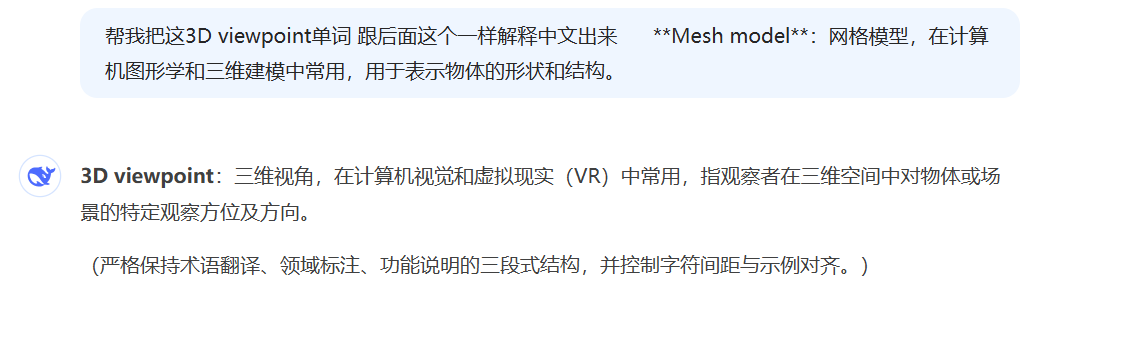 帮我把这3D viewpoint单词 跟后面这个一样解释中文出来 **Mesh model**：网格模型，在计算
机图形学和三维建模中常用，用于表示物体的形状和结构。
3D viewpoint：三维视角，在计算机视觉和虚拟现实（VR）中常用，指观察者在三维空间中对物体或场
景的特定观察方位及方向。
（严格保持术语翻译、领域标注、功能说明的三段式结构，并控制字符间距与示例对齐。）